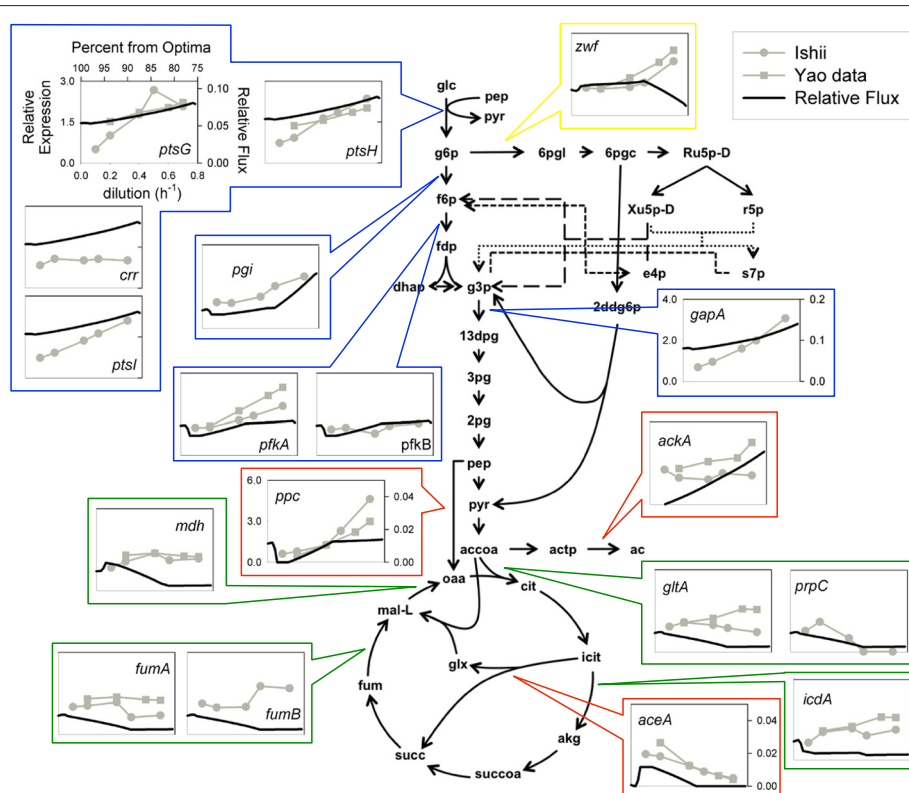 Percent from Optima
100 95 90 85 80 75
3.0
1.5
0.0
Relative Expression
0.10
0.05
0.00
Relative Flux
ptsG
0.0 0.2 0.4 0.6 0.8
dilution (h⁻¹)
ptsH
crr
ptsI
zwf
Ishii
Yao data
Relative Flux
glc
pep
pyr
g6p
6pgl
6pgc
Ru5p-D
f6p
Xu5p-D
r5p
fdp
e4p
s7p
dhap
g3p
2ddg6p
pgi
13dpg
gapA
4.0
2.0
0.0
0.2
0.1
0.0
3pg
pfkA
pfkB
2pg
pep
ackA
ppc
6.0
3.0
0.0
0.04
0.02
0.00
pyr
mdh
accoa
actp
ac
oaa
cit
gltA
prpC
mal-L
glx
icit
fumA
fumB
fum
icdA
aceA
0.04
0.02
0.00
akg
succ
succoa